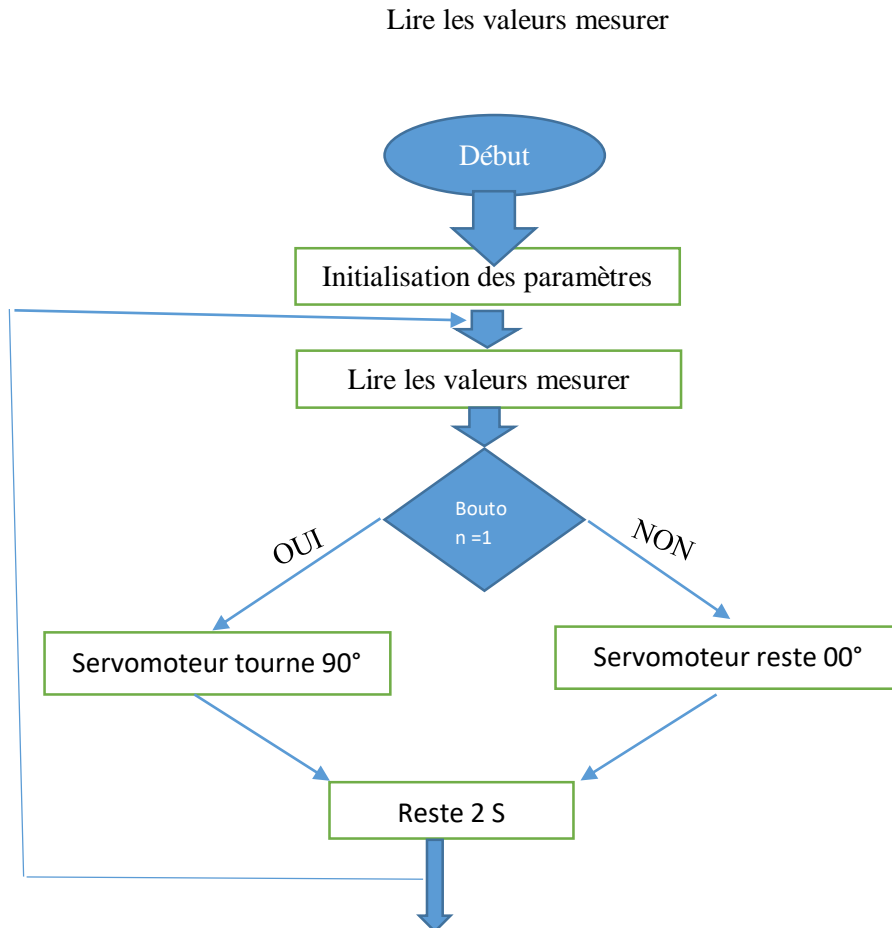 Lire les valeurs mesurer
Début
Initialisation des paramètres
Lire les valeurs mesurer
Bouto
n =1
OUI
NON
Servomoteur tourne 90°
Servomoteur reste 00°
Reste 2 S